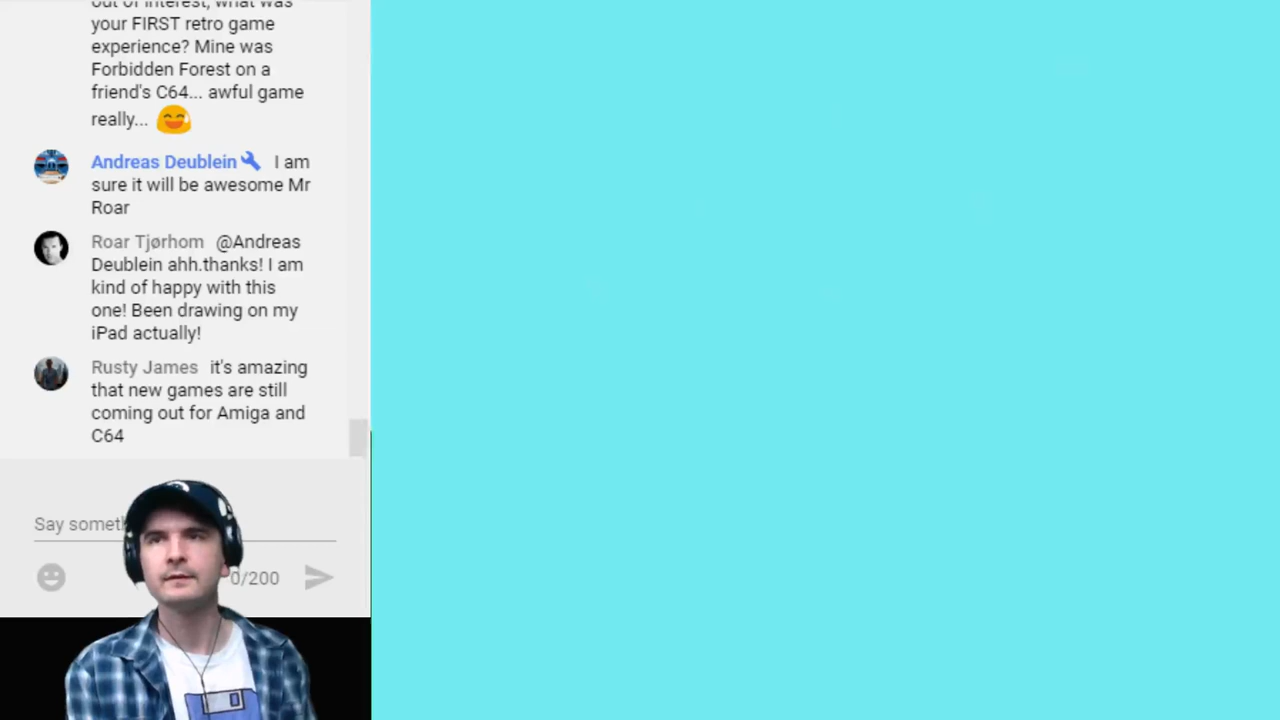 out of interest, what was
your FIRST retro game
experience? Mine was
Forbidden Forest on a
friend's C64... awful game
really...
Andreas Deublein I am
sure it will be awesome Mr
Roar
Roar Tjørhom @Andreas
Deublein ahh.thanks! I am
kind of happy with this
one! Been drawing on my
iPad actually!
Rusty James it's amazing
that new games are still
coming out for Amiga and
C64
Say someth
0/200